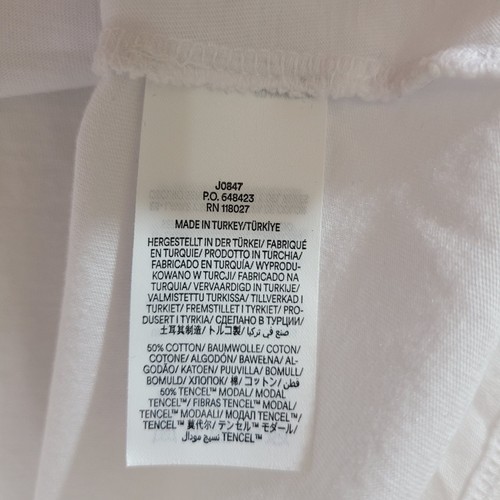 J0847
P.O. 648423
RN 118027
MADE IN TURKEY/TÜRKİYE
HERGESTELLT IN DER TÜRKEI/ FABRIQUÉ
EN TURQUIE/ PRODOTTO IN TURCHIA/
FABRICADO EN TURQUÍA/ WYPRODU-
KOWANO W TURCJI/ FABRICADO NA
TURQUIA/ VERVAARDIGD IN TURKIJE/
VALMISTETTU TURKISSA/ TILLVERKAD I
TURKIET/ FREMSTILLET I TYRKIET/ PRO-
DUSERT I TYRKIA/ СДЕЛАНО В ТУРЦИИ/
土耳其制造/ トルコ製/ صنع في تركيا
50% COTTON/ BAUMWOLLE/ COTON/
COTONE/ ALGODÓN/ BAWEŁNA/ AL-
GODÃO/ KATOEN/ PUUVILLA/ BOMULL/
BOMULD/ ХЛОПОК/ 棉/ コットン/ قطن
50% TENCEL™ MODAL/ MODAL
TENCEL™/ FIBRAS TENCEL™ MODAL/
TENCEL™ MODAALI/ МОДАЛ TENCEL™/
TENCEL™ 莫代尔/ テンセル™ モダール/
TENCEL™ نسيج مودال